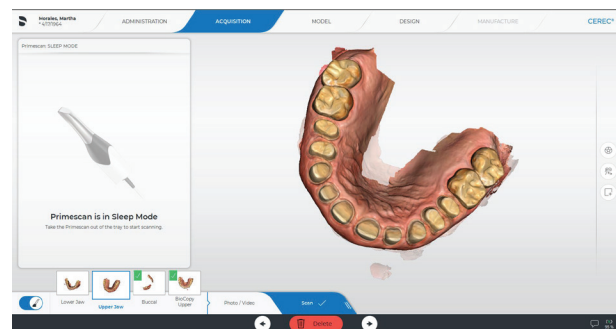 Morales, Martha
ADMINISTRATION
ACQUISITION
MODEL
DESIGN
MANUFACTURE
CEREC®
Primescan: SLEEP MODE
Primescan is in Sleep Mode
Take the Primescan out of the tray to start scanning.
Lower Jaw
Upper Jaw
Buccal
BioCopy
Upper
Photo / Video
Scan
Delete